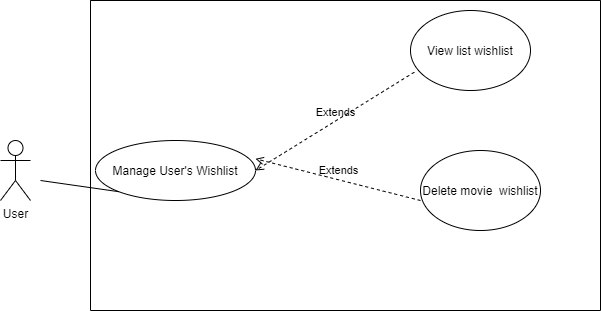 View list wishlist
Extends
Manage User's Wishlist
Extends
Delete movie  wishlist
User